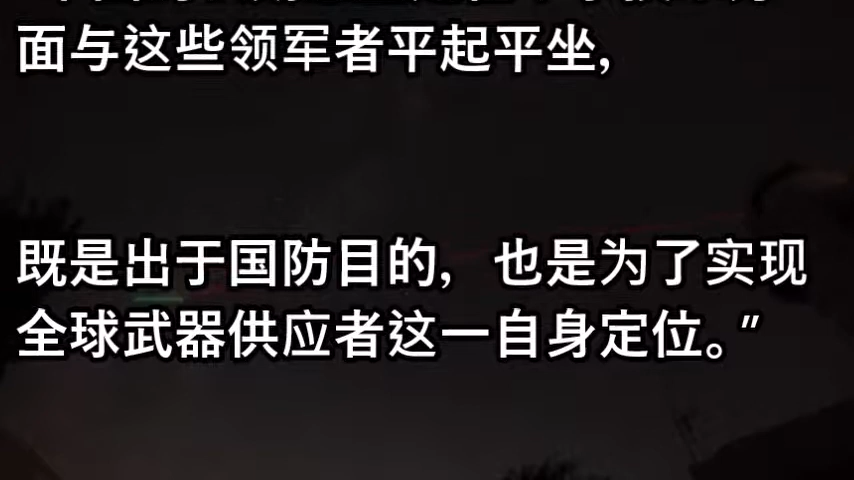 面与这些领军者平起平坐,
既是出于国防目的, 也是为了实现
全球武器供应者这一自身定位。”